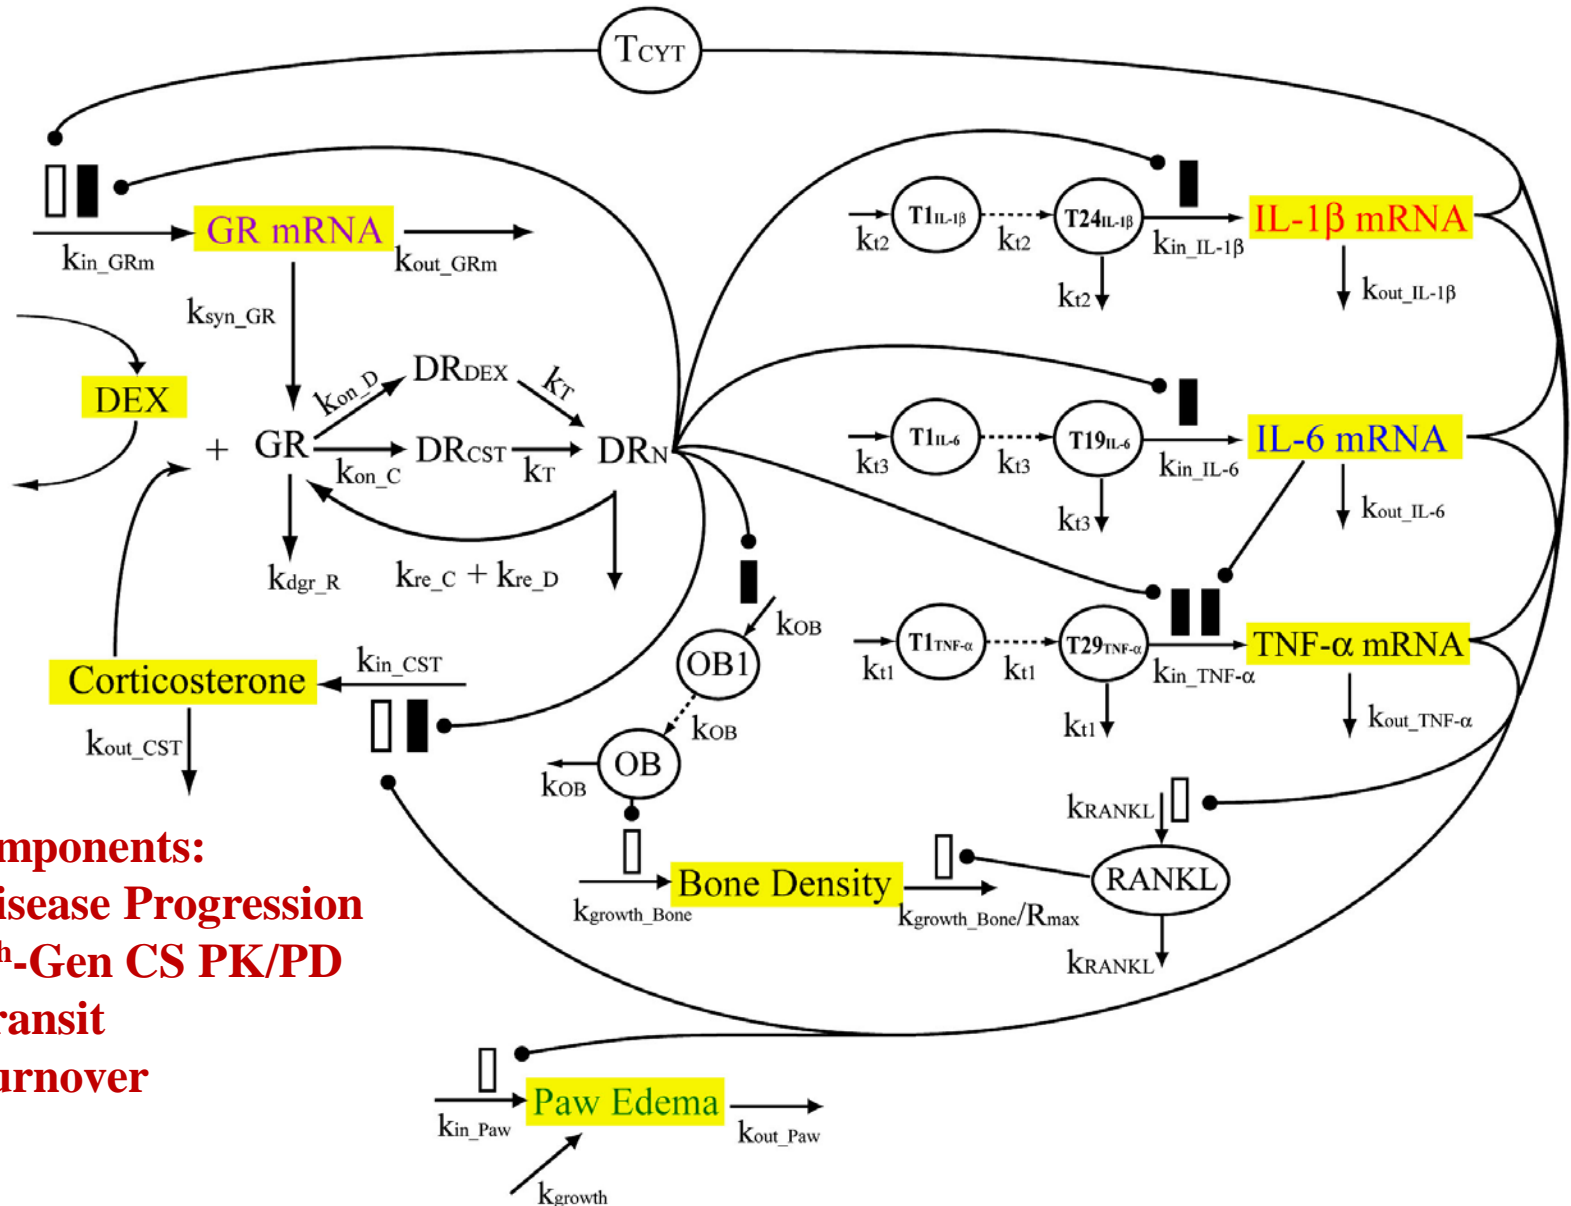 TCYT
GR mRNA
kin_GRm
kout_GRm
ksyn_GR
DEX
+
GR
kon_D
DRDEX
kT
kon_C
DRCST
kT
DRN
kdgr_R
kre_C + kre_D
Corticosterone
kin_CST
kout_CST
kOB
OB1
kOB
OB
kOB
T1IL-1β
T24IL-1β
kt2
kt2
kin_IL-1β
IL-1β mRNA
kt2
kout_IL-1β
T1IL-6
T19IL-6
kt3
kt3
kin_IL-6
IL-6 mRNA
kt3
kout_IL-6
T1TNF-α
T29TNF-α
kt1
kt1
kin_TNF-α
TNF-α mRNA
kt1
kout_TNF-α
kRANKL
RANKL
kRANKL
Bone Density
kgrowth_Bone
kgrowth_Bone/Rmax
mponents:
isease Progression
h-Gen CS PK/PD
ransit
urnover
Paw Edema
kin_Paw
kout_Paw
kgrowth